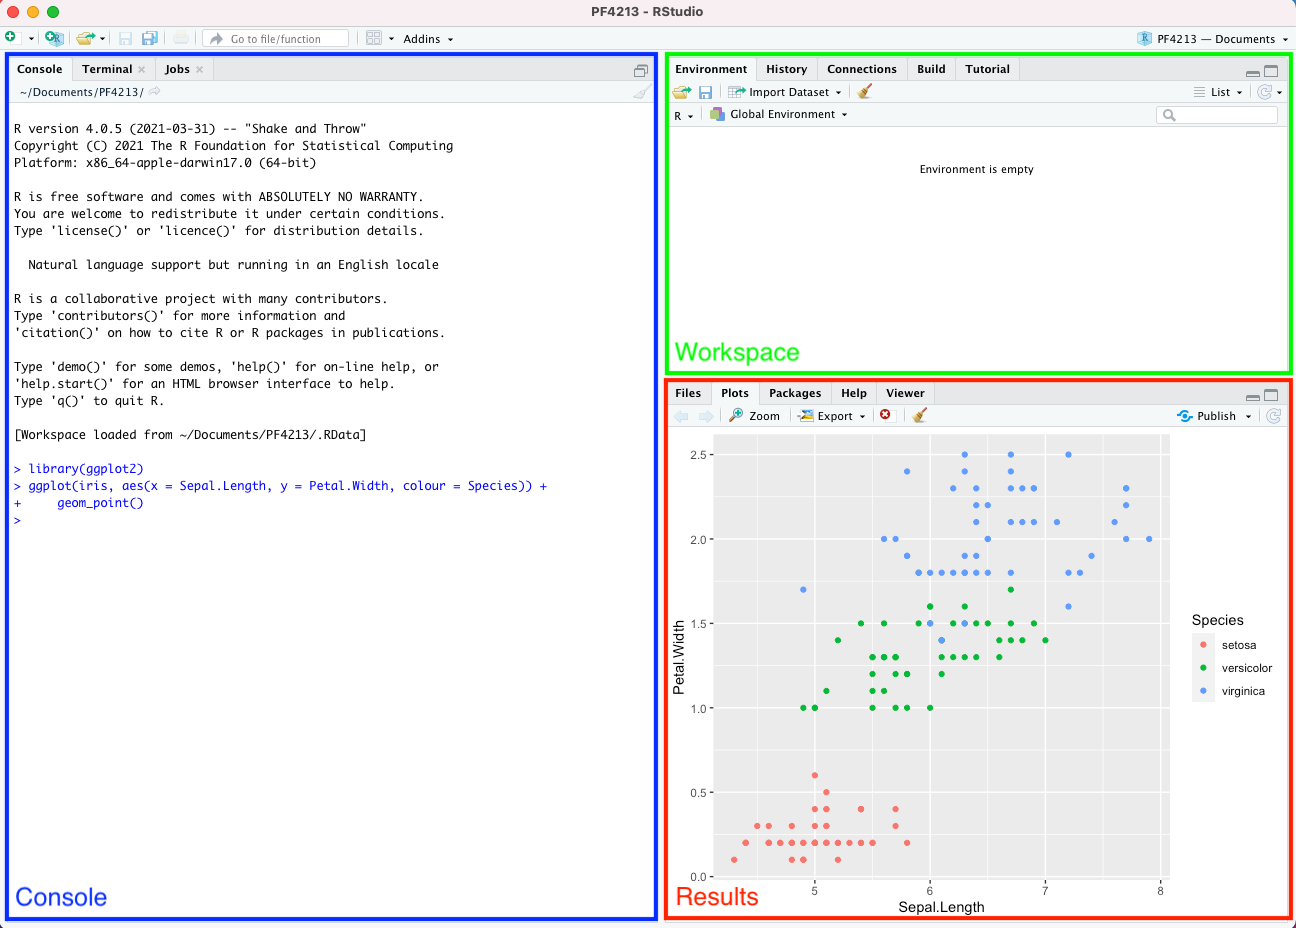 PF4213 - RStudio
Go to file/function
Addins
PF4213 — Documents
Console Terminal Jobs
~/Documents/PF4213/
R version 4.0.5 (2021-03-31) -- "Shake and Throw"
Copyright (C) 2021 The R Foundation for Statistical Computing
Platform: x86_64-apple-darwin17.0 (64-bit)
R is free software and comes with ABSOLUTELY NO WARRANTY.
You are welcome to redistribute it under certain conditions.
Type 'license()' or 'licence()' for distribution details.
Natural language support but running in an English locale
R is a collaborative project with many contributors.
Type 'contributors()' for more information and
'citation()' on how to cite R or R packages in publications.
Type 'demo()' for some demos, 'help()' for on-line help, or
'help.start()' for an HTML browser interface to help.
Type 'q()' to quit R.
[Workspace loaded from ~/Documents/PF4213/.RData]
> library(ggplot2)
> ggplot(iris, aes(x = Sepal.Length, y = Petal.Width, colour = Species)) +
+     geom_point()
>
Console
Environment History Connections Build Tutorial
Import Dataset
List
R
Global Environment
Environment is empty
Workspace
Files Plots Packages Help Viewer
Zoom Export Publish
2.5
2.0
1.5
1.0
0.5
0.0
Petal.Width
5 6 7 8
Sepal.Length
Species
setosa
versicolor
virginica
Results